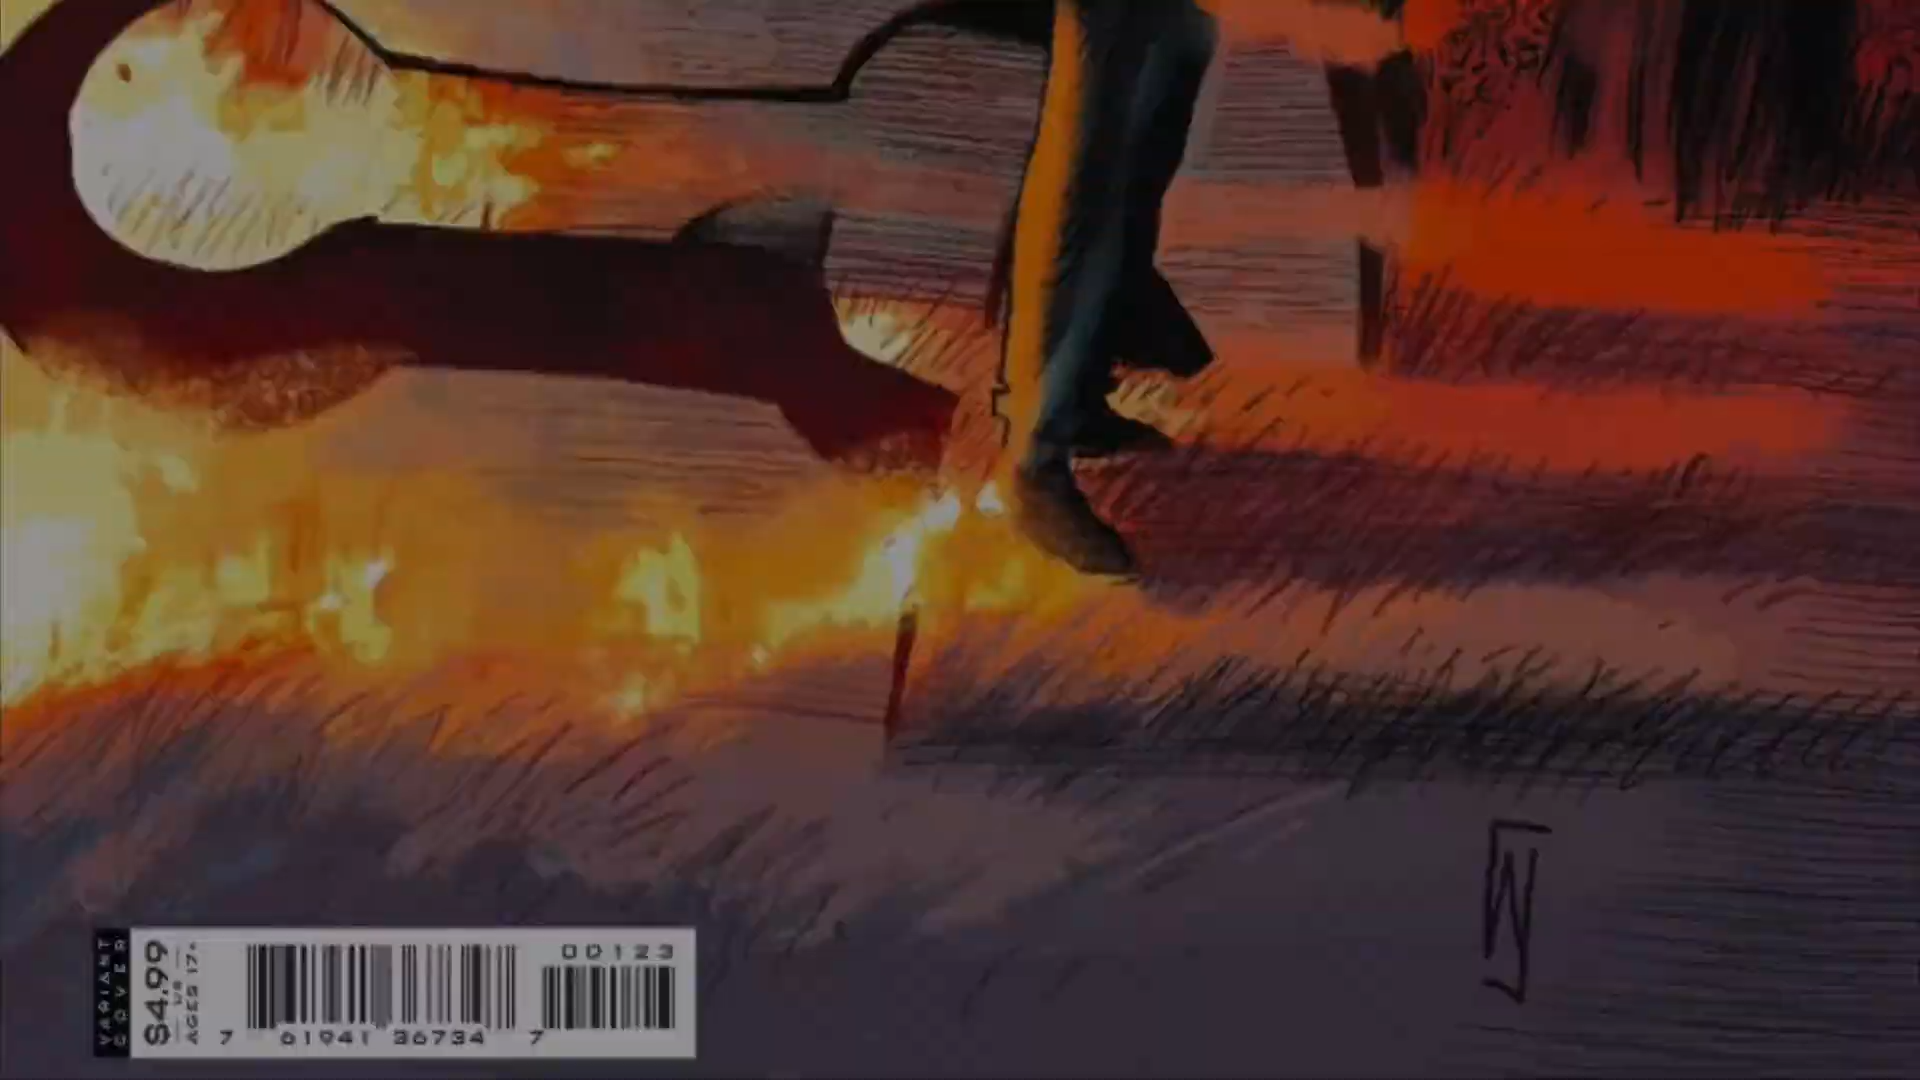 VARIANT
COVER
$4.99
US
AGES 17+
00123
7 61941 36734 7